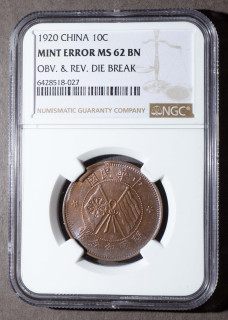 1920 CHINA 10C
MINT ERROR MS 62 BN
OBV. & REV. DIE BREAK
6428518-027
NUMISMATIC GUARANTY COMPANY
NGC